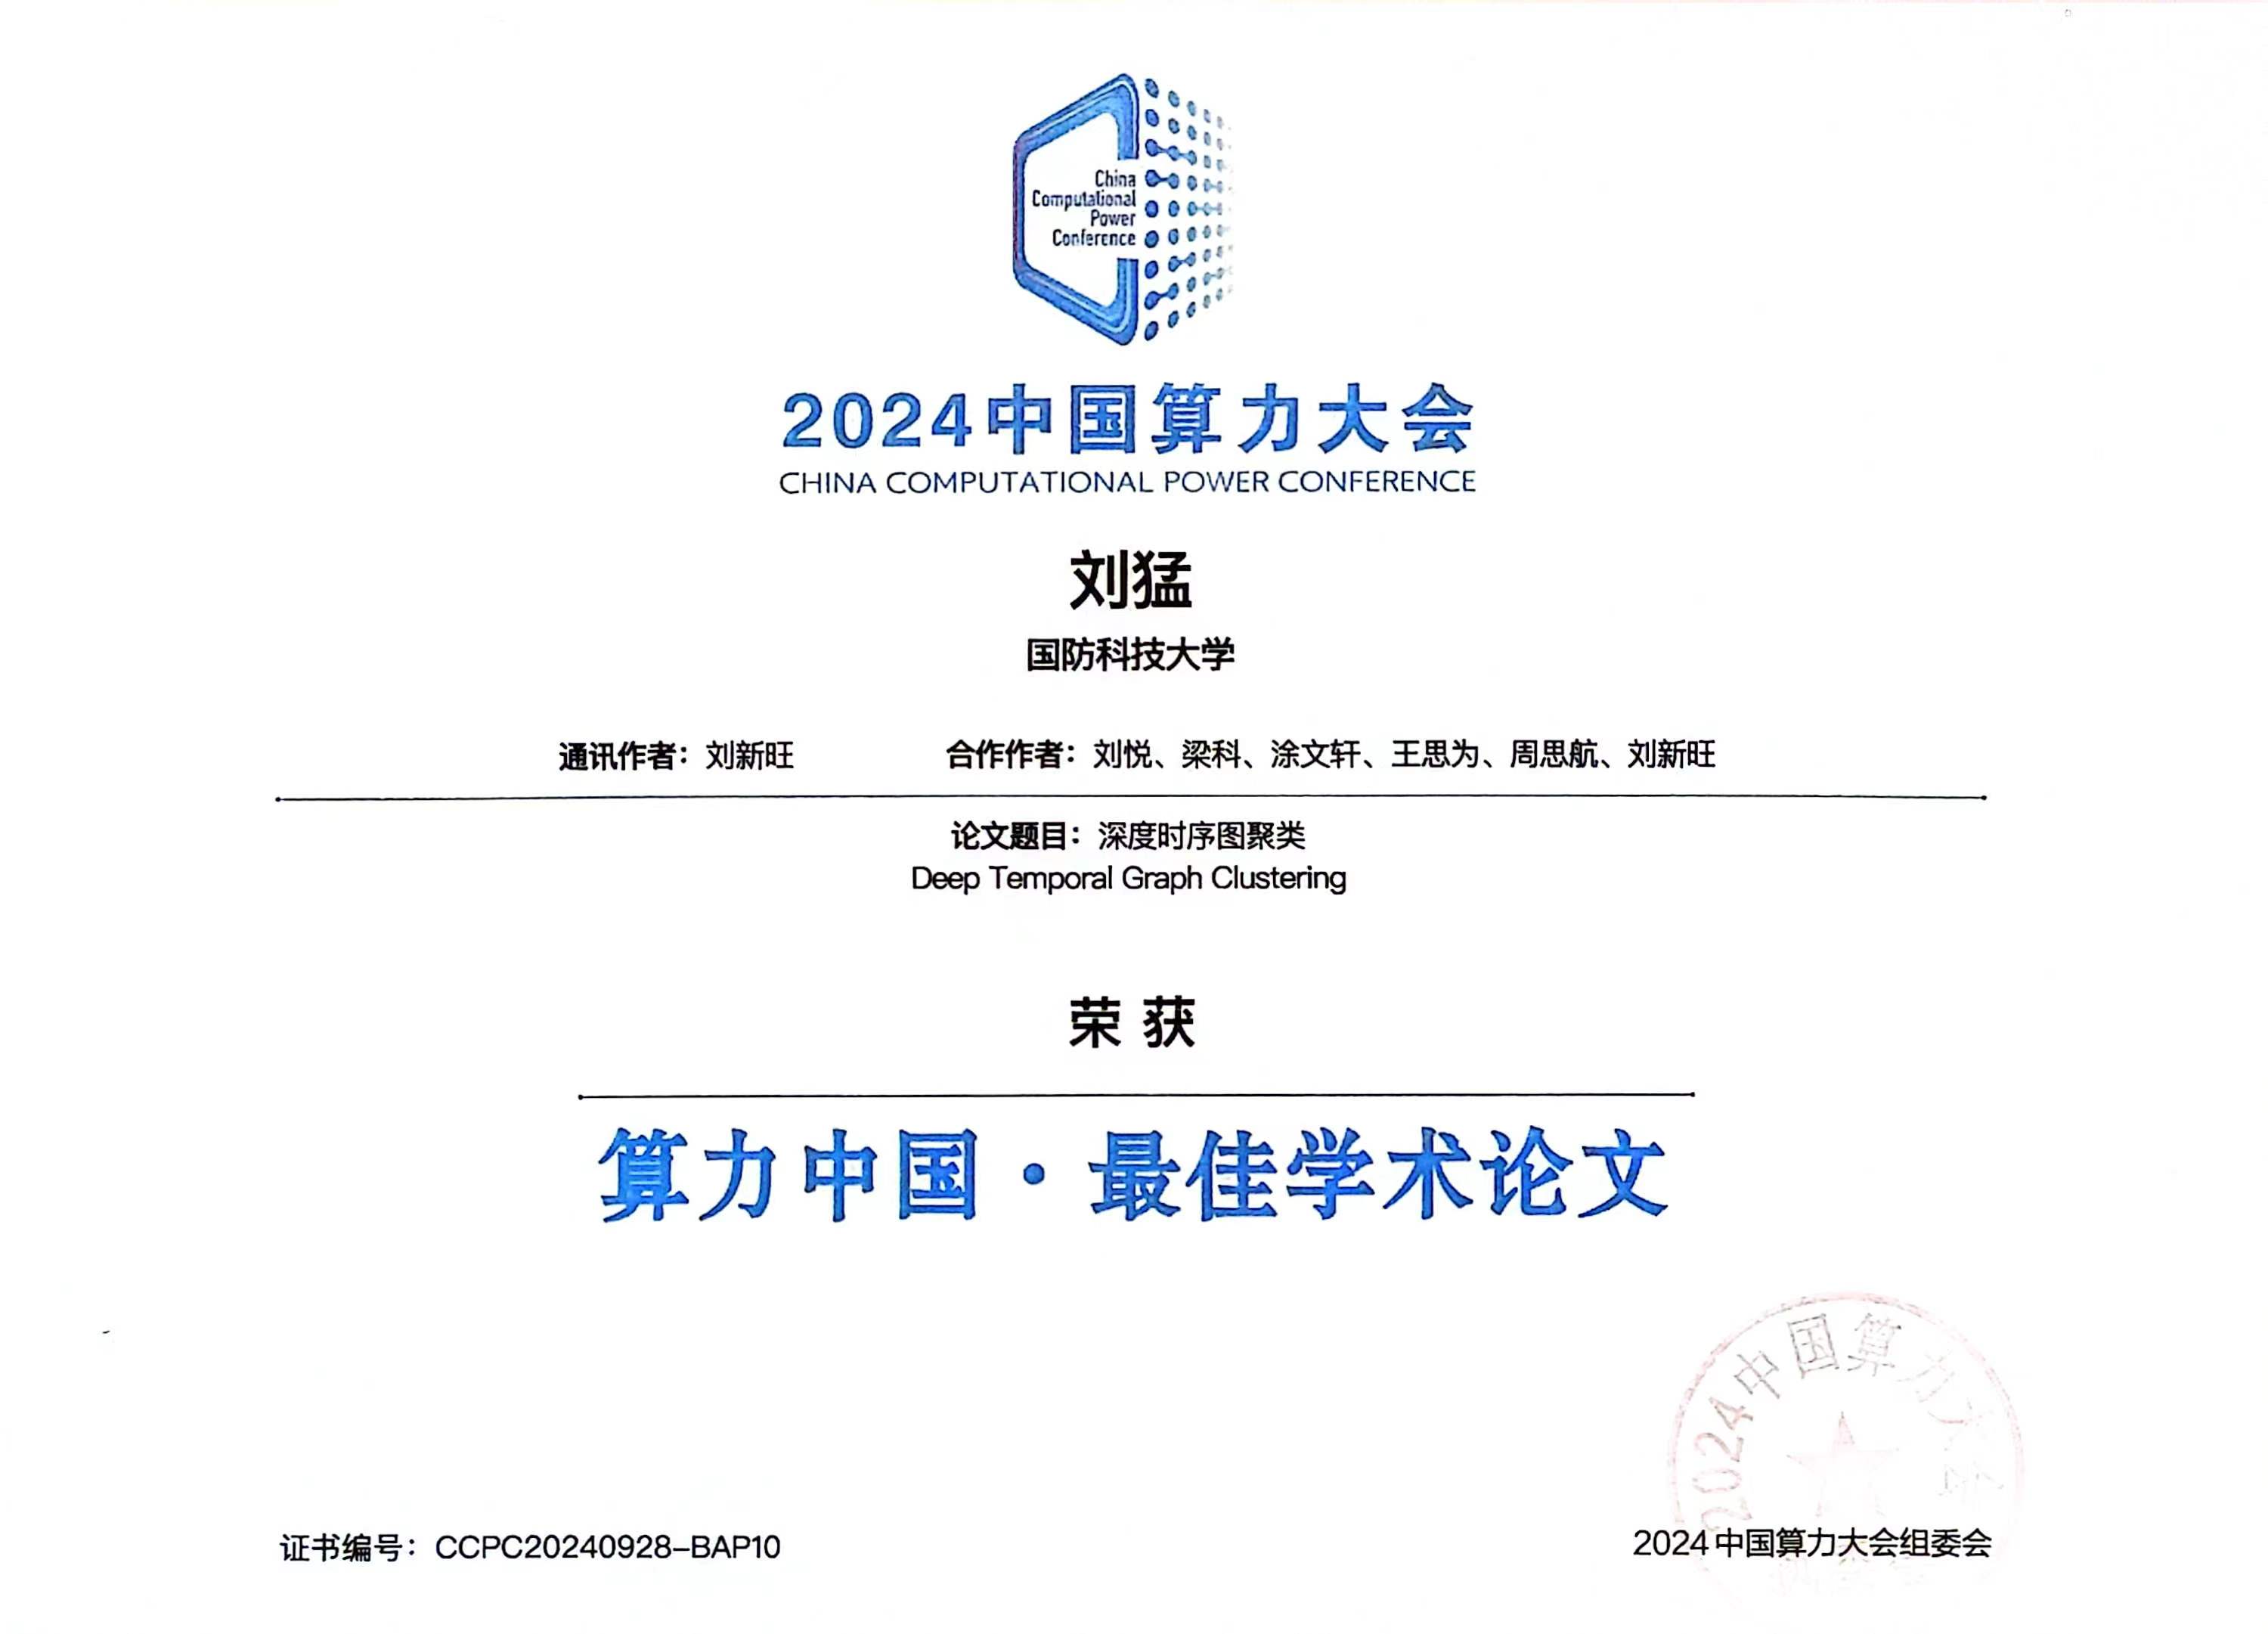 China
Computational
Power
Conference
2024中国算力大会
CHINA COMPUTATIONAL POWER CONFERENCE
刘猛
国防科技大学
通讯作者：刘新旺 合作作者：刘悦、梁科、涂文轩、王思为、周思航、刘新旺
论文题目：深度时序图聚类
Deep Temporal Graph Clustering
荣获
算力中国·最佳学术论文
2024中国算力大会
证书编号：CCPC20240928-BAP10
2024中国算力大会组委会